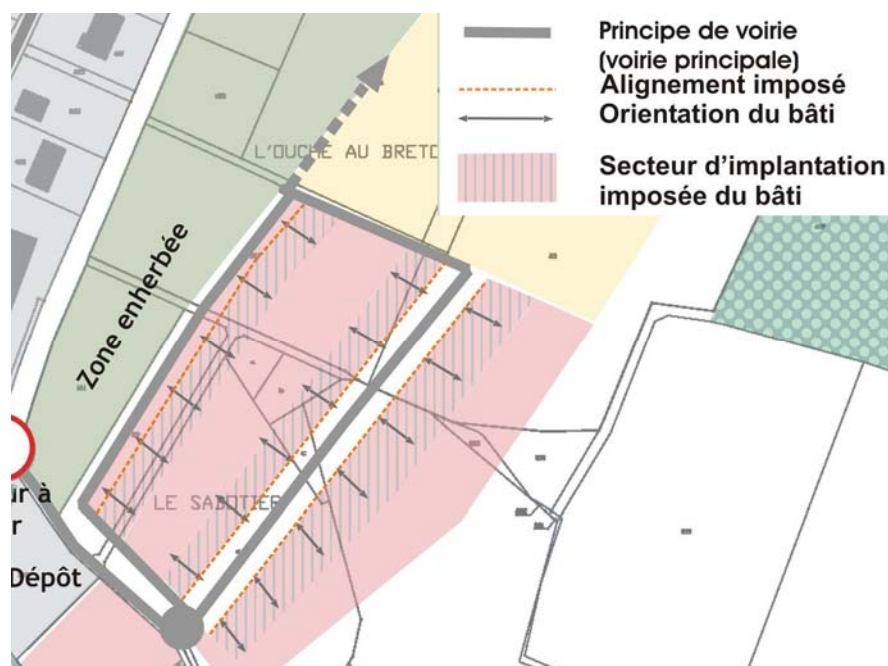 Principe de voirie
(voirie principale)
Alignement imposé
Orientation du bâti
Secteur d'implantation
imposée du bâti
L'OUCHE AU BRETO
Zone enherbée
LE SABOTIER
ur à
r
Dépôt